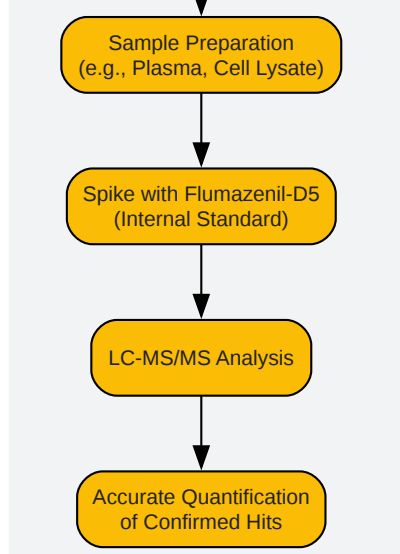 Sample Preparation
(e.g., Plasma, Cell Lysate)
Spike with Flumazenil-D5
(Internal Standard)
LC-MS/MS Analysis
Accurate Quantification
of Confirmed Hits